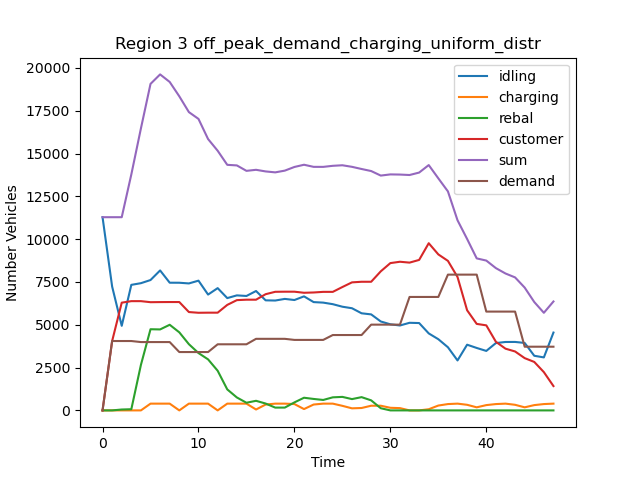 Region 3 off_peak_demand_charging_uniform_distr
20000
17500
15000
12500
10000
7500
5000
2500
0
Number Vehicles
idling
charging
rebal
customer
sum
demand
0 10 20 30 40
Time